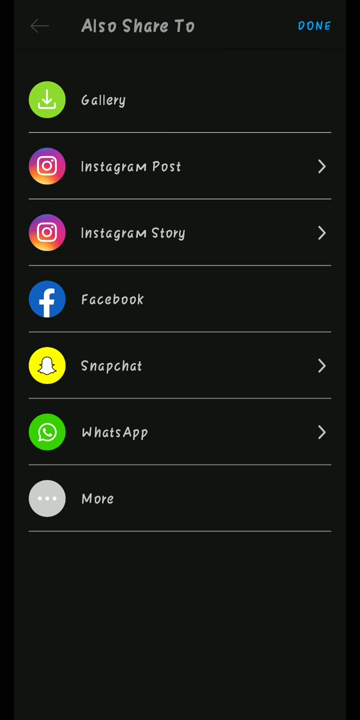 Also Share To
DONE
Gallery
Instagram Post
Instagram Story
Facebook
Snapchat
WhatsApp
More